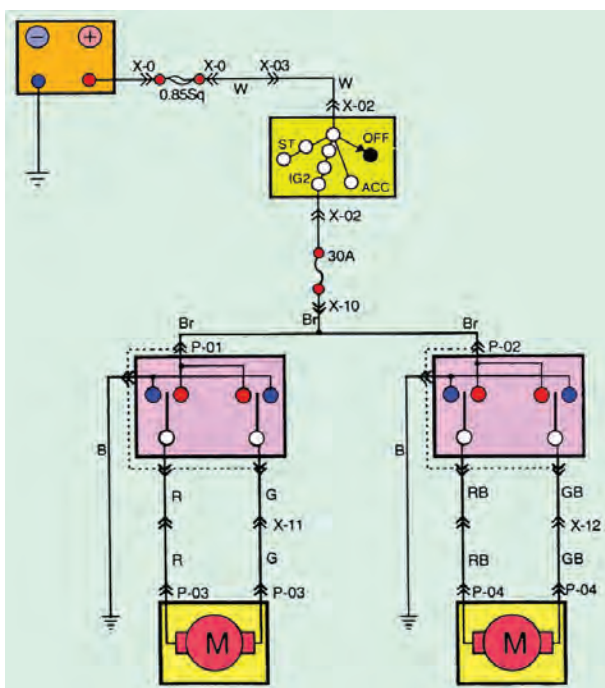 − +
X-0 X-0 X-03
0.85Sq W W
X-02
ST OFF
IG2 ACC
X-02
30A
X-10
Br Br Br
P-01 P-02
B B
R G RB GB
X-11 X-12
R G RB GB
P-03 P-03 P-04 P-04
M M